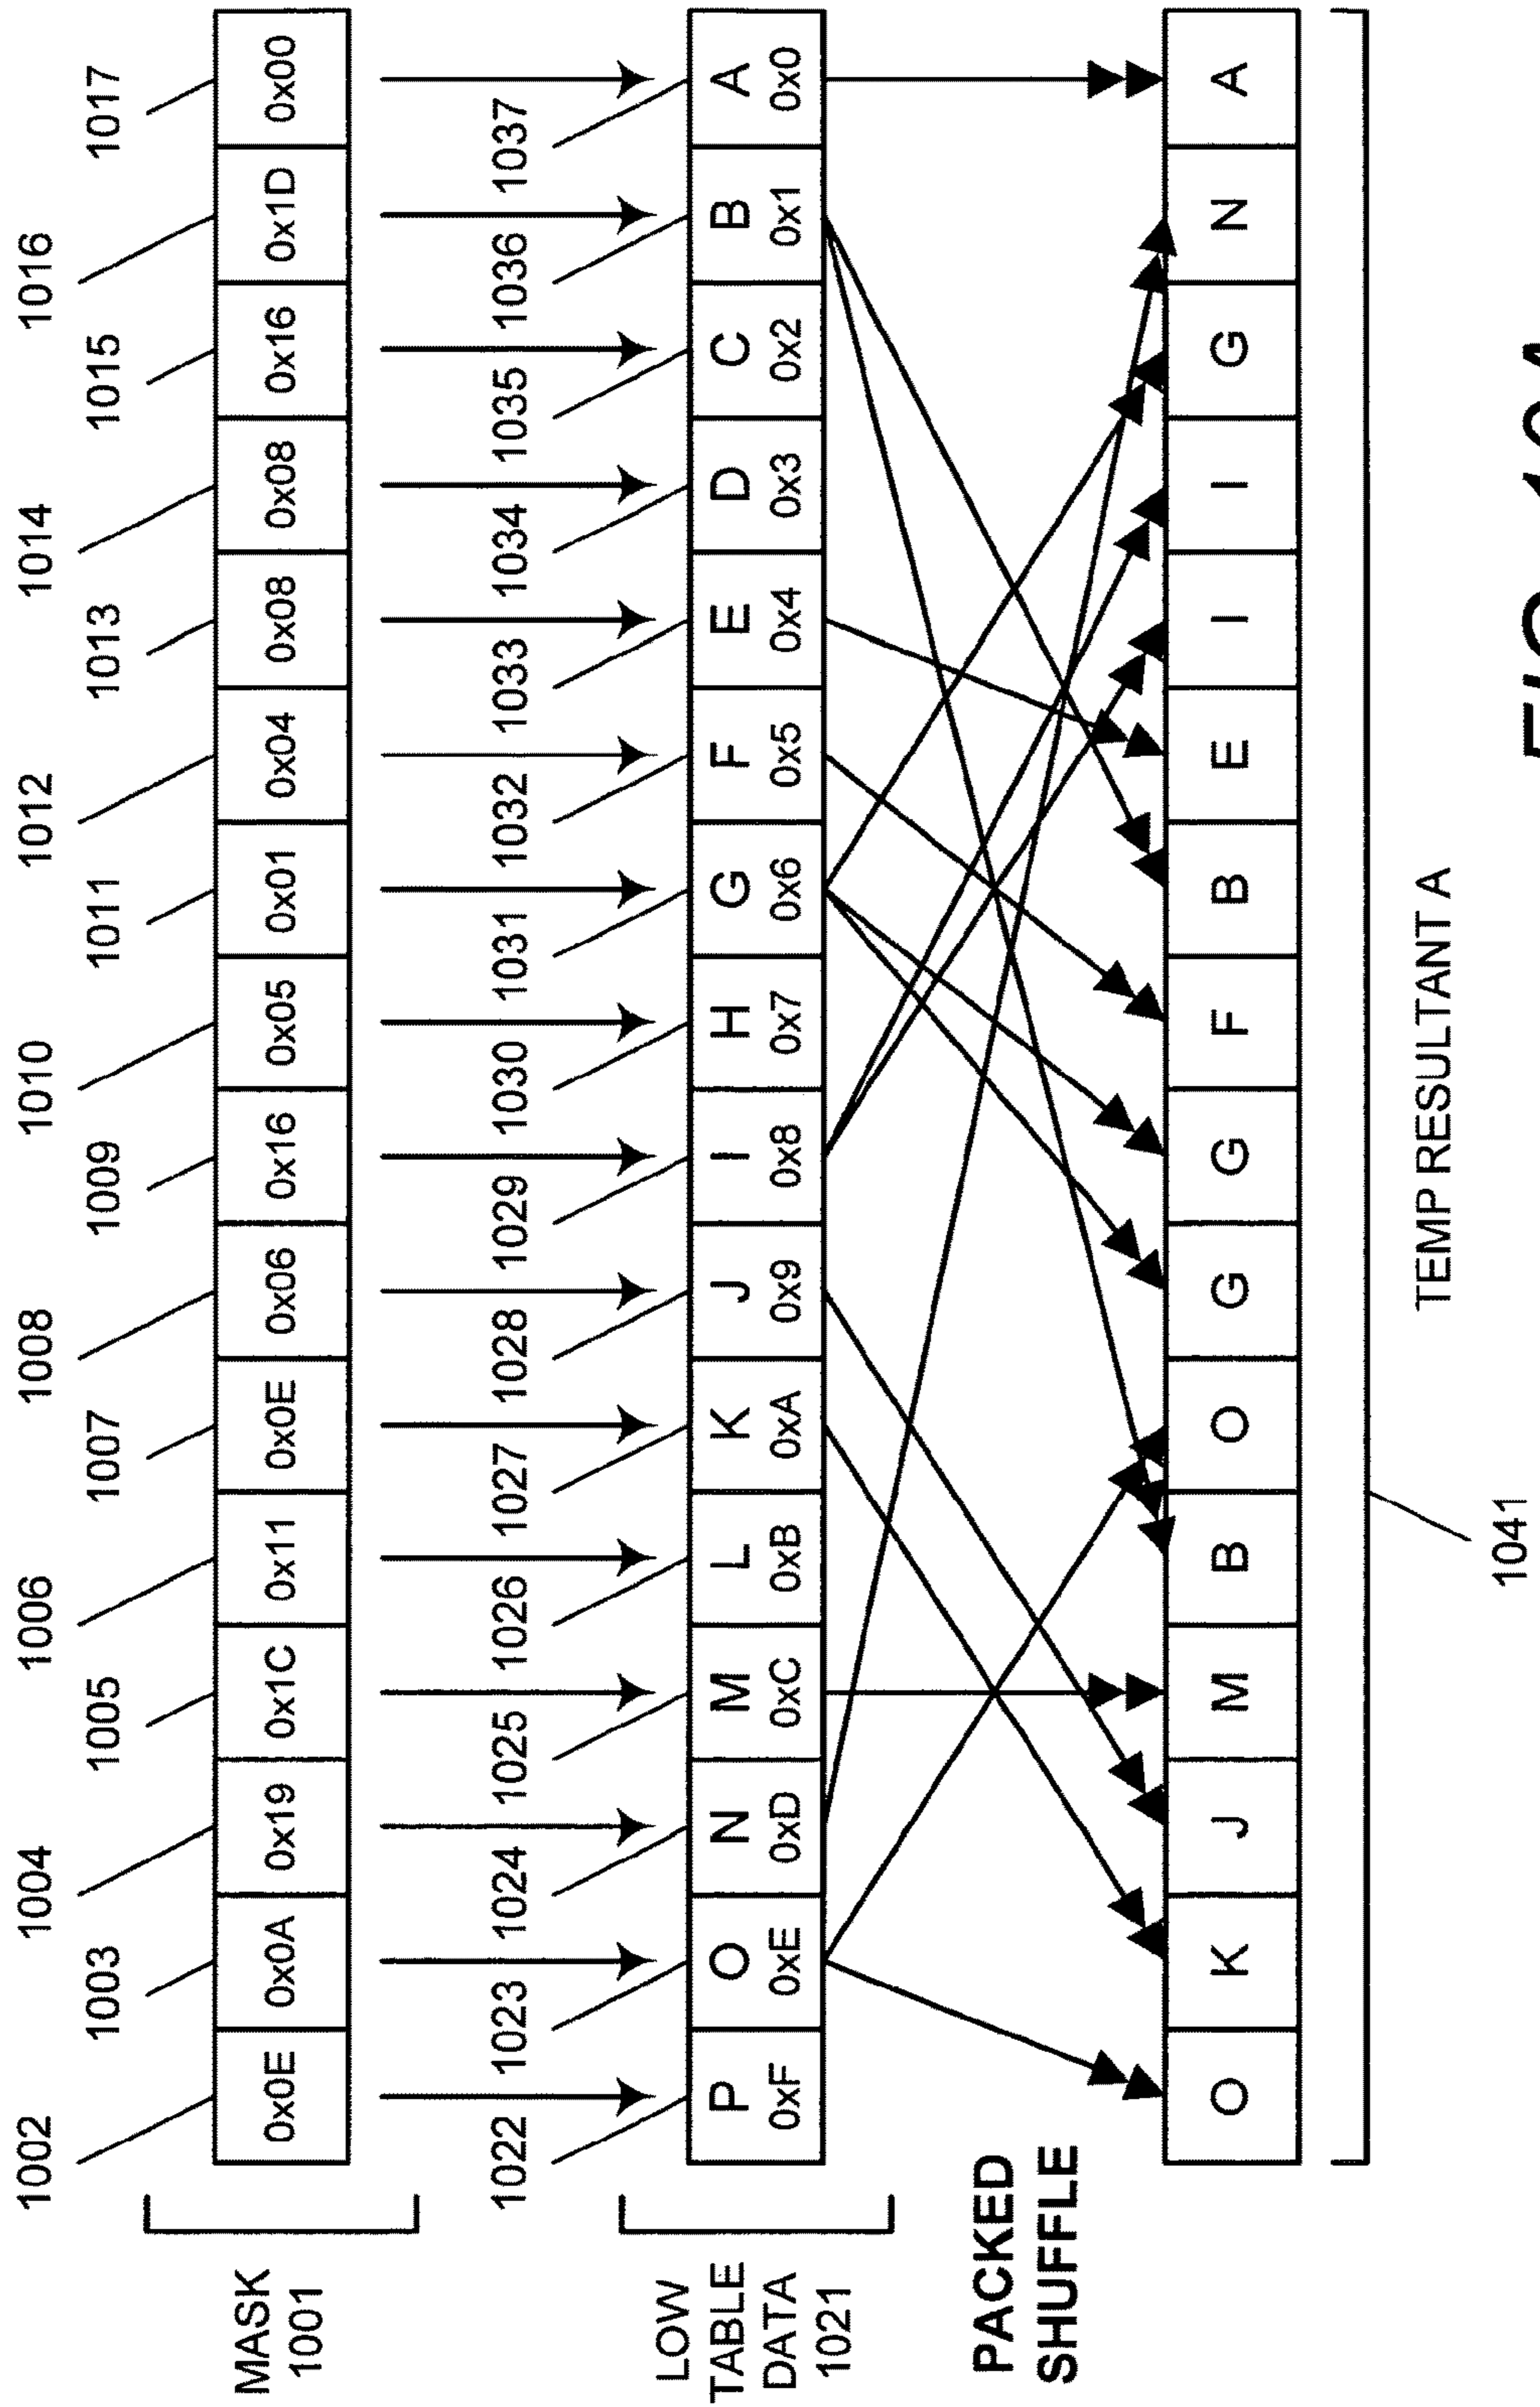 1002 1004 1006 1008 1010 1012 1014 1016
1003 1005 1007 1009 1011 1013 1015 1017
MASK
1001
0x0E 0x0A 0x19 0x1C 0x11 0x0E 0x06 0x16 0x05 0x01 0x04 0x08 0x08 0x16 0x1D 0x00
1022 1023 1024 1025 1026 1027 1028 1029 1030 1031 1032 1033 1034 1035 1036 1037
LOW
TABLE
DATA
1021
P O N M L K J I H G F E D C B A
0xF 0xE 0xD 0xC 0xB 0xA 0x9 0x8 0x7 0x6 0x5 0x4 0x3 0x2 0x1 0x0
PACKED
SHUFFLE
O K J M B O G G F B E I I G N A
TEMP RESULTANT A
1041